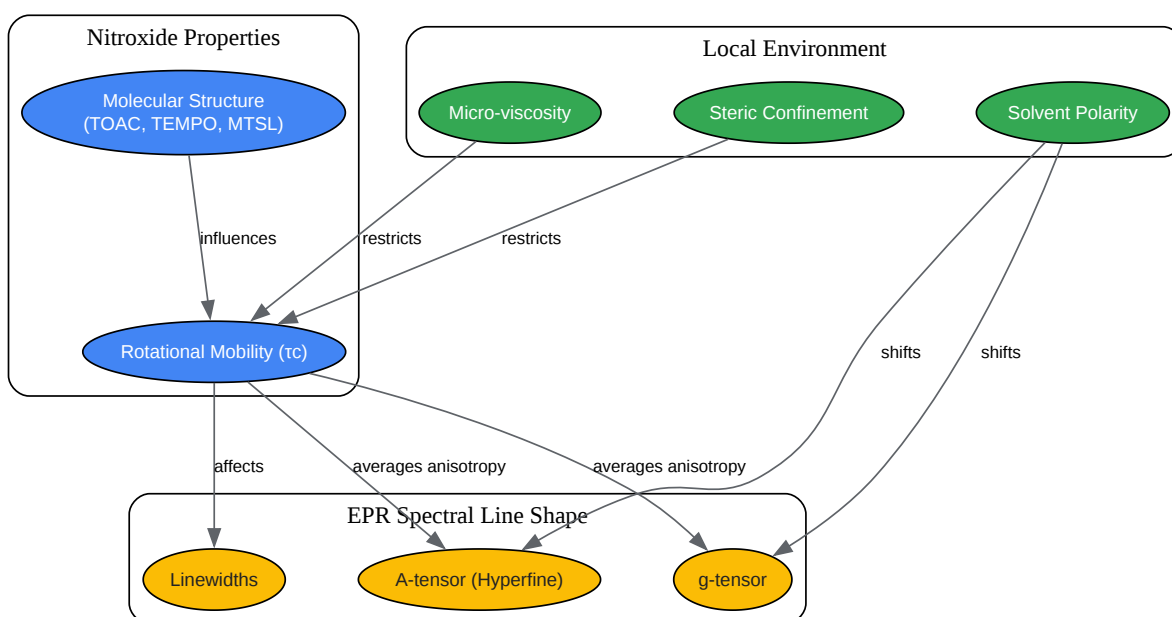 Nitroxide Properties
Local Environment
Molecular Structure
(TOAC, TEMPO, MTSL)
Micro-viscosity
Steric Confinement
Solvent Polarity
influences
restricts
restricts
Rotational Mobility (τc)
shifts
shifts
affects
averages anisotropy
averages anisotropy
EPR Spectral Line Shape
Linewidths
A-tensor (Hyperfine)
g-tensor